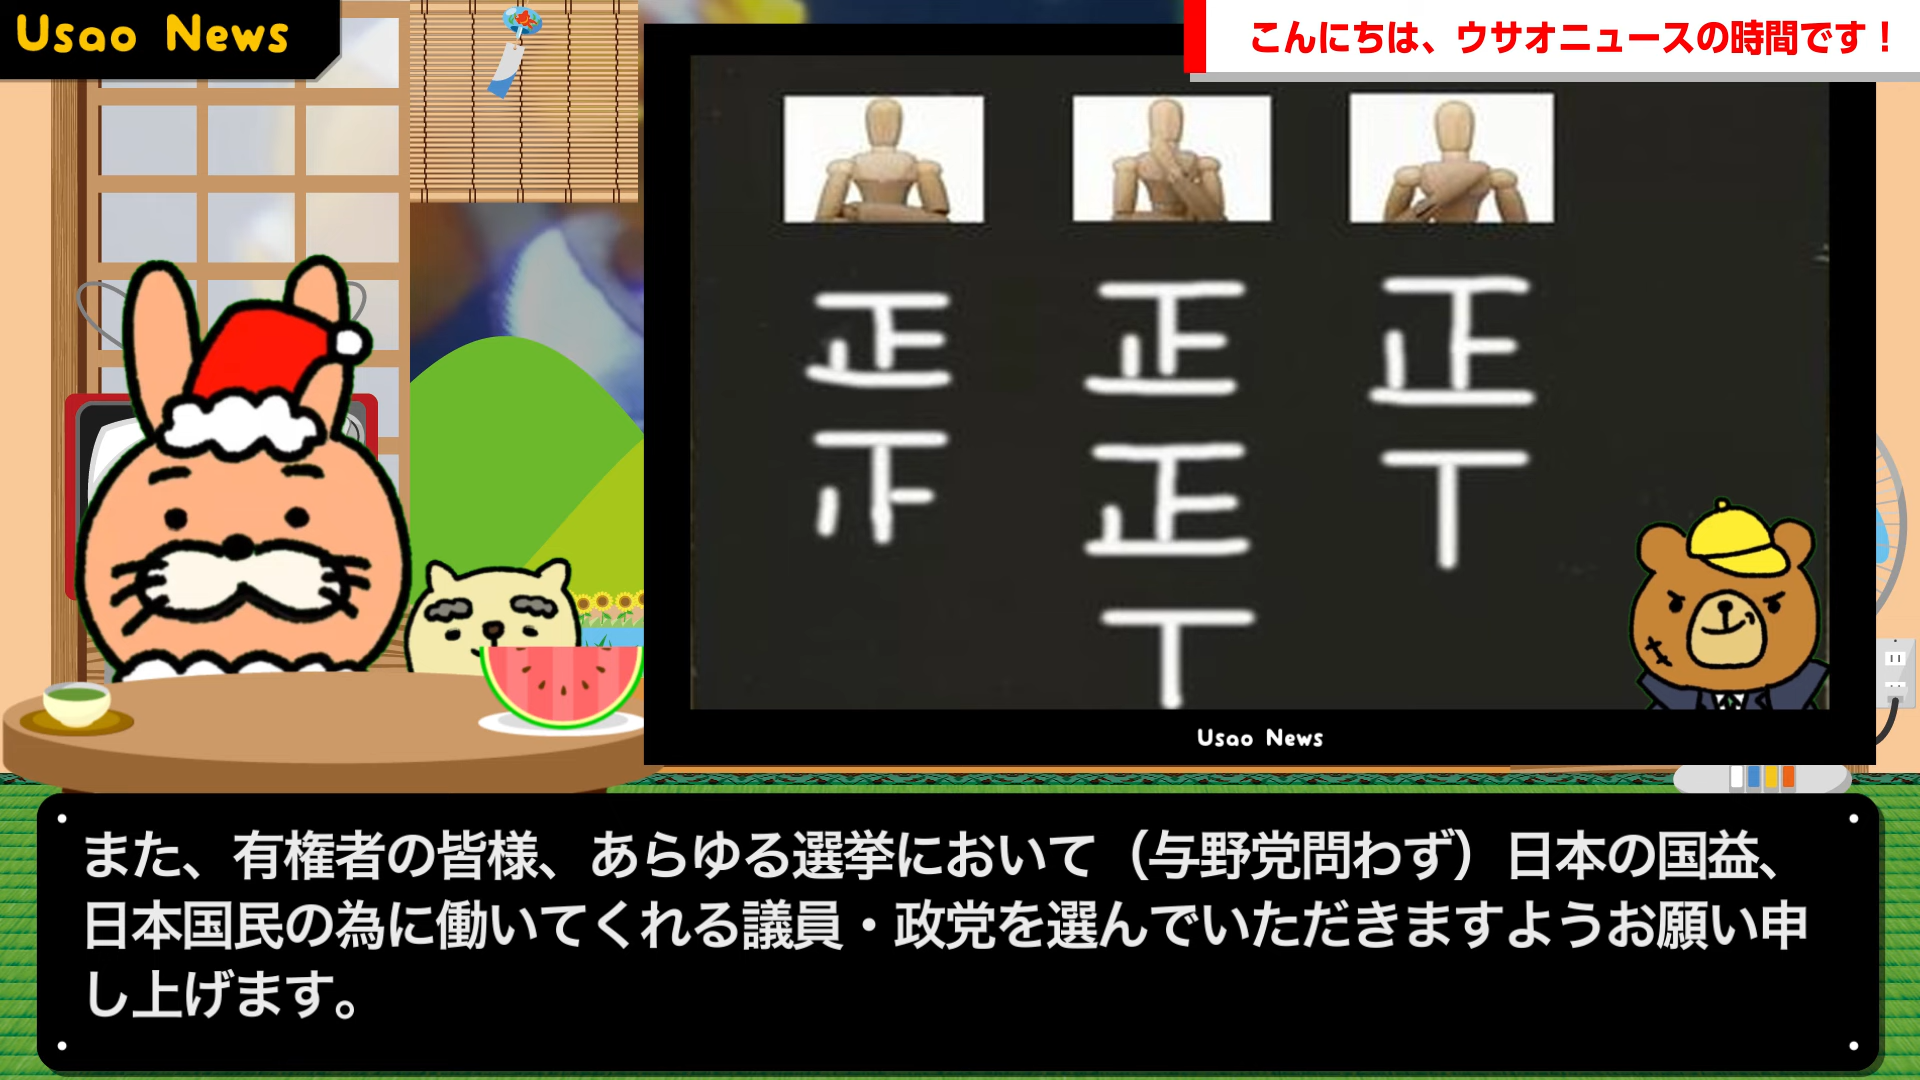 Usao News
こんにちは、ウサオニュースの時間です!
正 正 正
正 丅
丅
Usao News
また、有権者の皆様、あらゆる選挙において（与野党問わず）日本の国益、
日本国民の為に働いてくれる議員・政党を選んでいただきますようお願い申
し上げます。